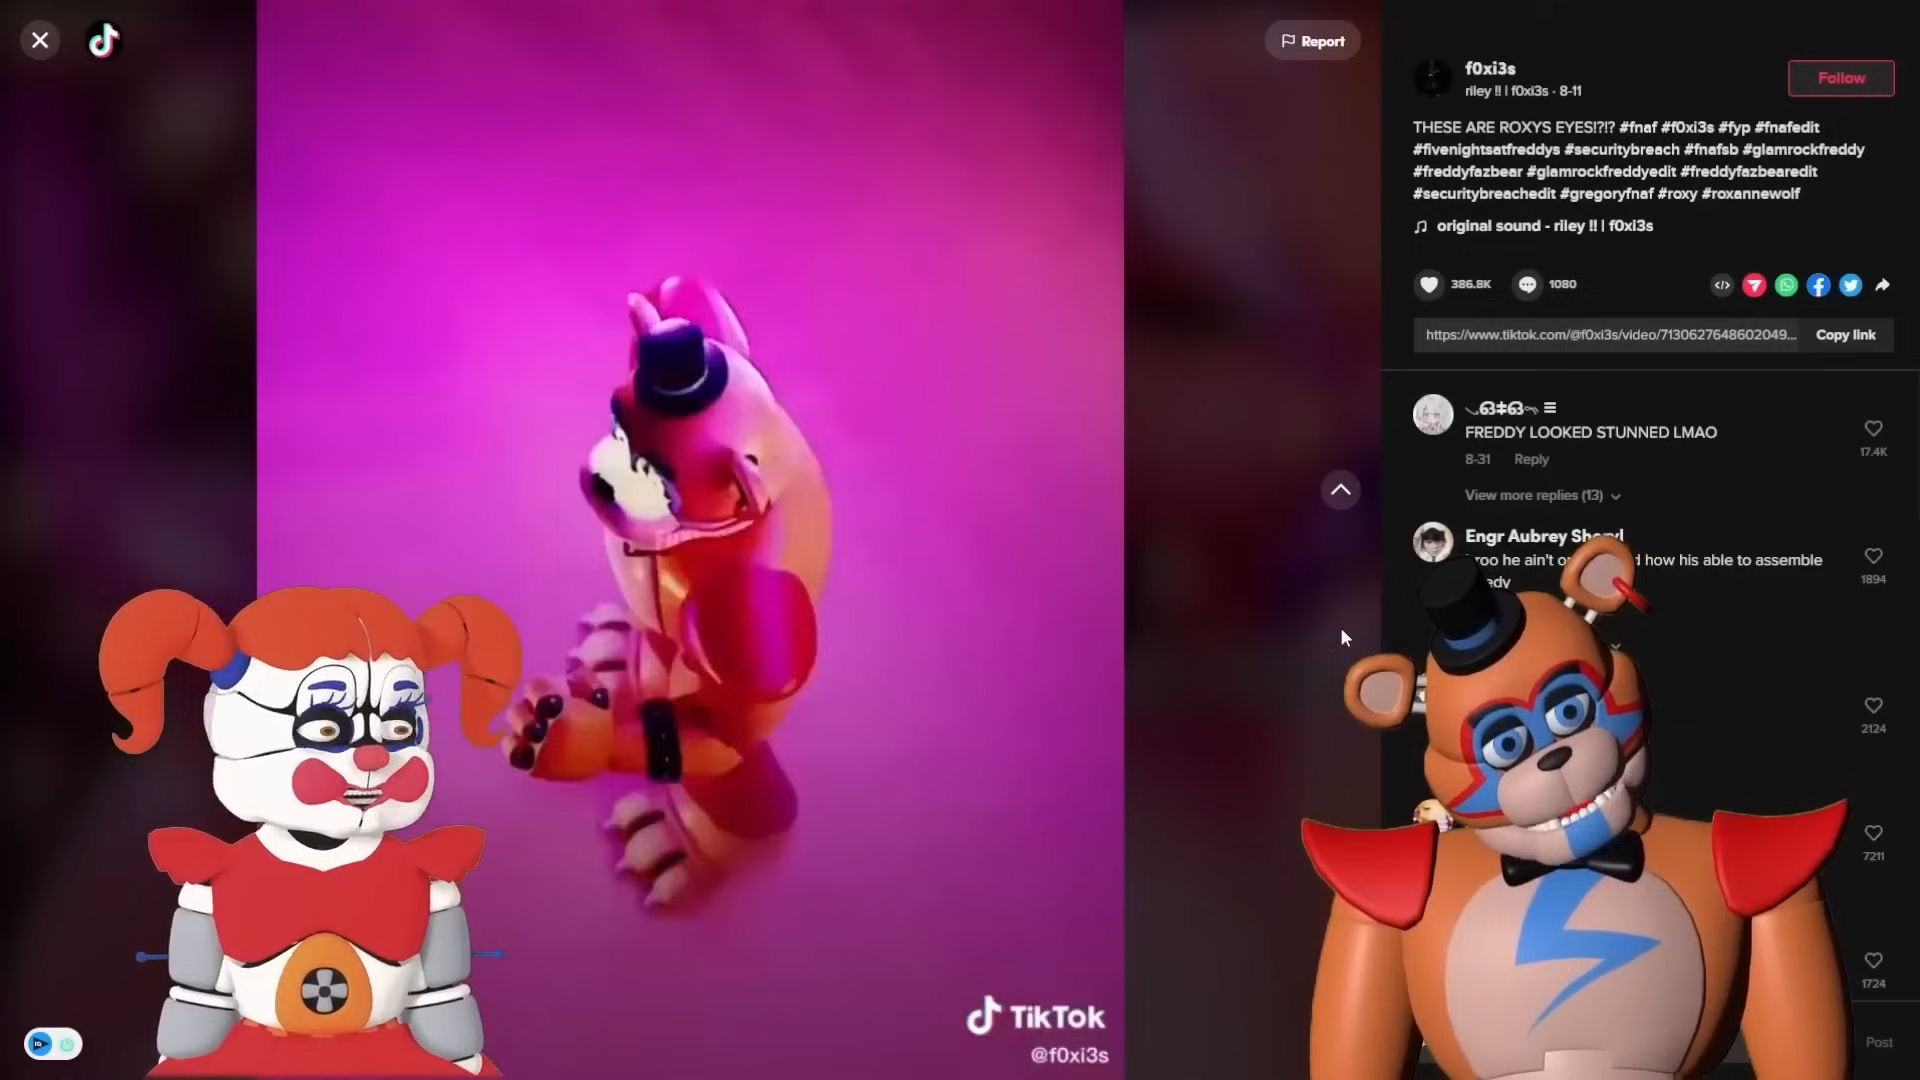 Report
f0xi3s
riley !! | f0xi3s · 8-11
Follow
THESE ARE ROXYS EYES!?!? #fnaf #f0xi3s #fyp #fnafedit
#fivenightsatfreddys #securitybreach #fnafsb #glamrockfreddy
#freddyfazbear #glamrockfreddyedit #freddyfazbearedit
#securitybreachedit #gregoryfnaf #roxy #roxannewolf
original sound - riley !! | f0xi3s
386.8K
1080
https://www.tiktok.com/@f0xi3s/video/7130627648602049...
Copy link
FREDDY LOOKED STUNNED LMAO
8-31 Reply
17.4K
View more replies (13)
Engr Aubrey
he ain't how his able to assemble
1894
2124
7211
1724
TikTok
@f0xi3s
Post